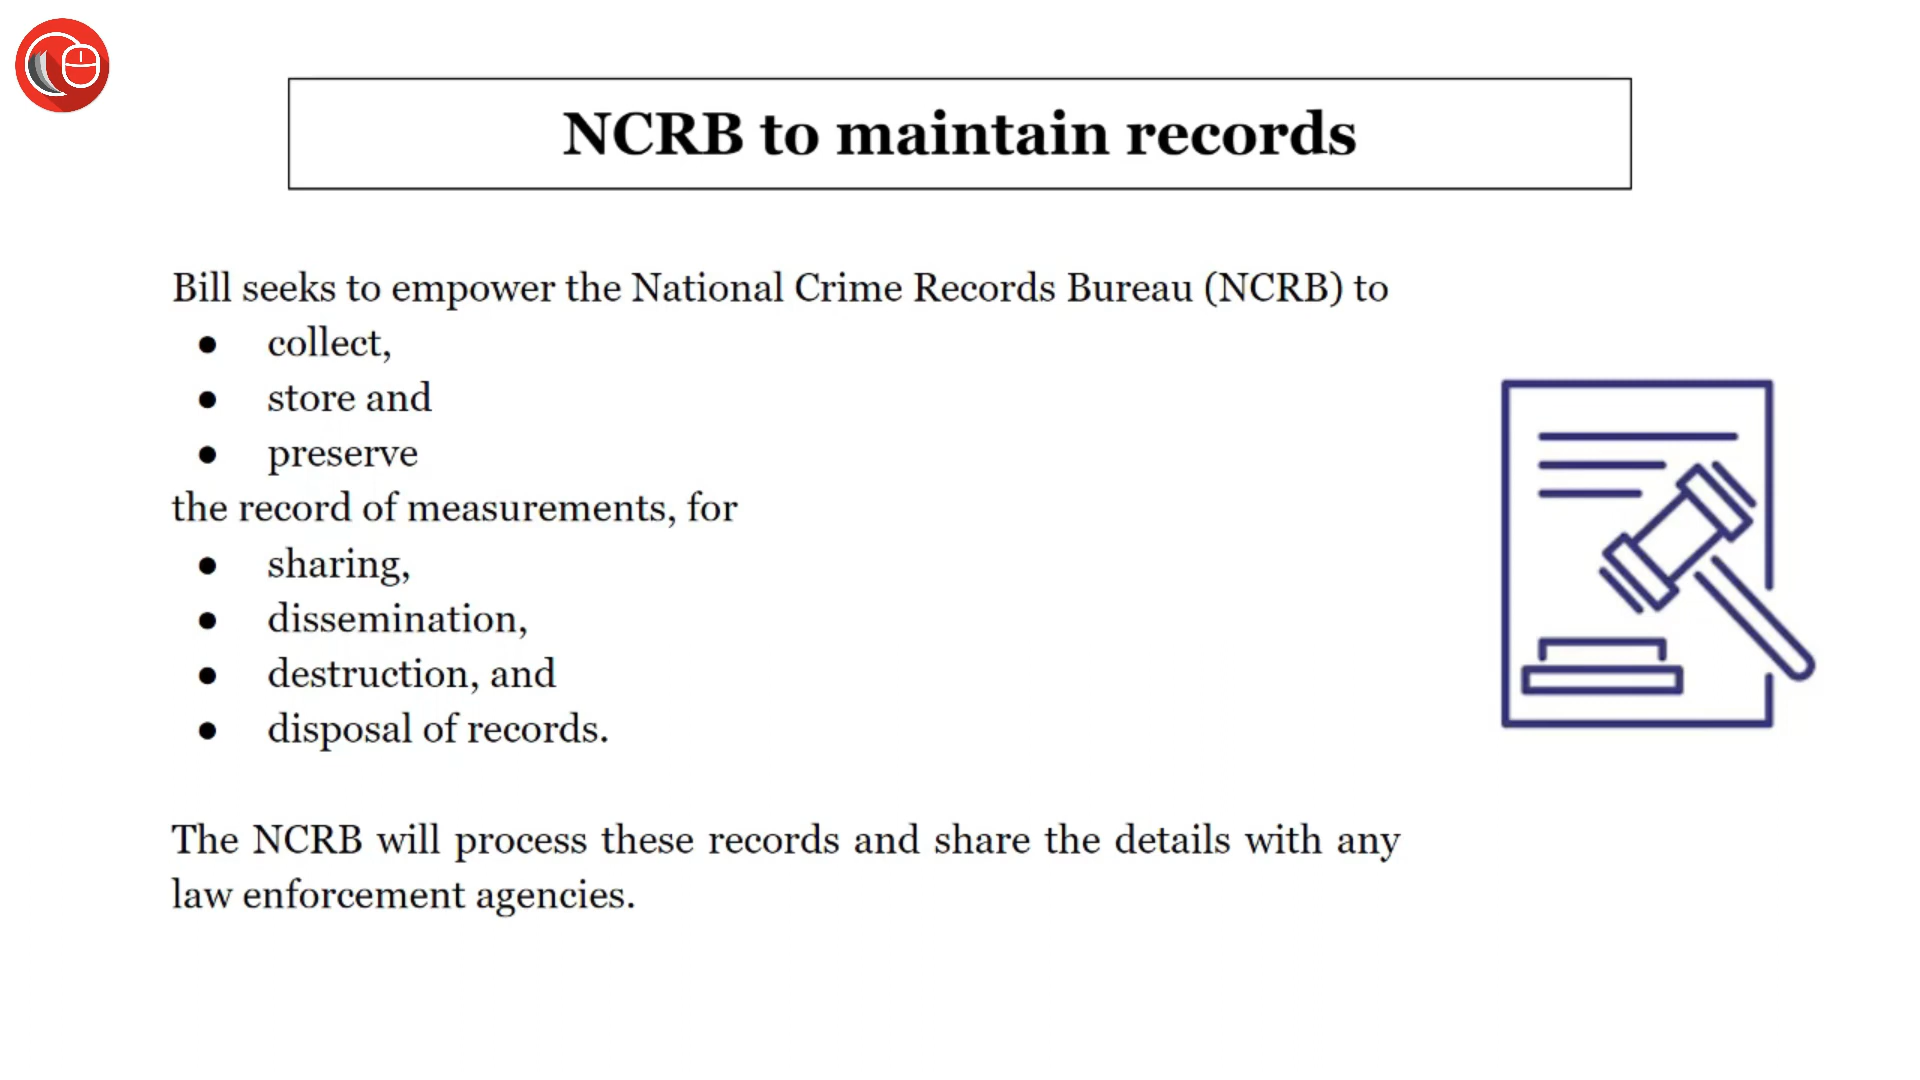 NCRB to maintain records
Bill seeks to empower the National Crime Records Bureau (NCRB) to
● collect,
● store and
● preserve
the record of measurements, for
● sharing,
● dissemination,
● destruction, and
● disposal of records.
The NCRB will process these records and share the details with any
law enforcement agencies.